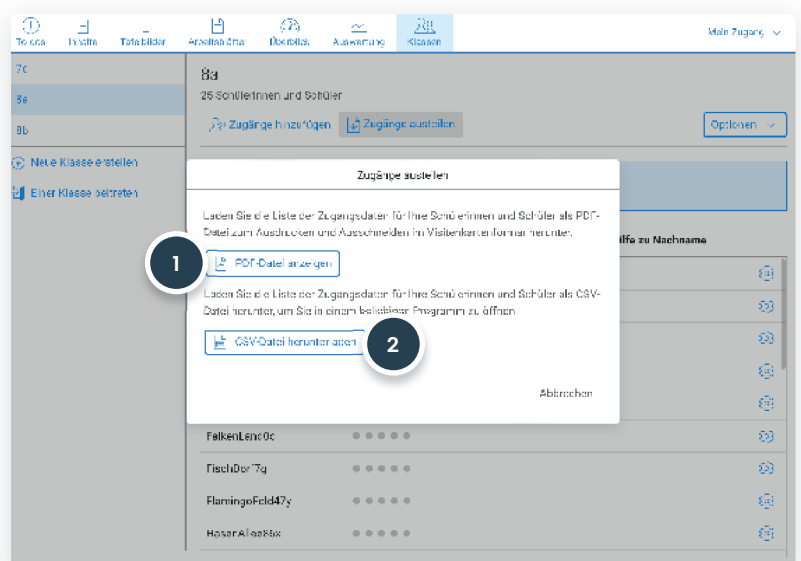 To dos Inhalte Tafelbilder Arbeitsblätter Überblick Auswertung Klassen Mein Zugang
7c
8a
8b
Neue Klasse erstellen
Einer Klasse beitreten
8a
25 Schülerinnen und Schüler
Zugänge hinzufügen Zugänge austeilen Optionen
Zugänge austeilen
Laden Sie die Liste der Zugangsdaten für Ihre Schülerinnen und Schüler als PDF-
Datei zum Ausdrucken und Ausschneiden im Visitenkartenformat herunter.
1 PDF-Datei anzeigen
Laden Sie die Liste der Zugangsdaten für Ihre Schülerinnen und Schüler als CSV-
Datei herunter, um Sie in einem beliebigen Programm zu öffnen
CSV-Datei herunterladen 2
Abbrechen
lfe zu Nachname
FischDorf7g
FlamingoFeld47y